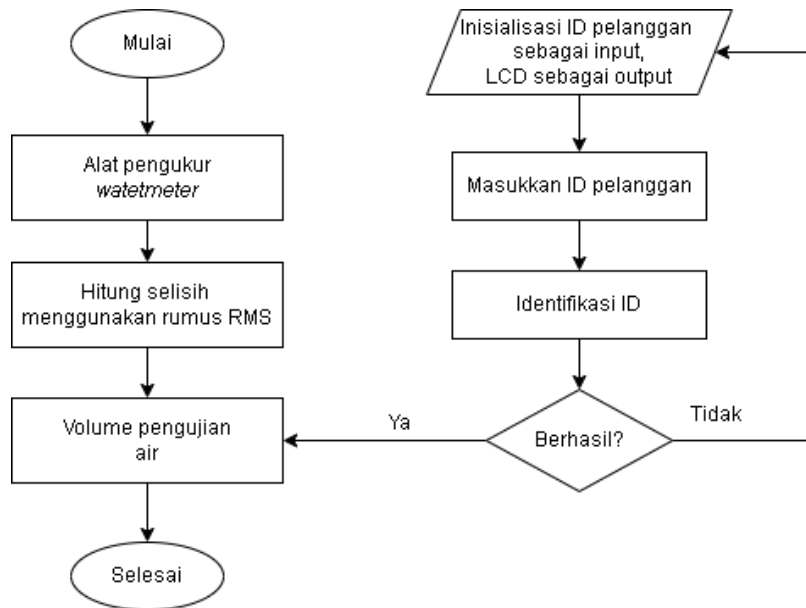 Mulai
Alat pengukur
watetmeter
Hitung selisih
menggunakan rumus RMS
Volume pengujian
air
Selesai
Inisialisasi ID pelanggan
sebagai input,
LCD sebagai output
Masukkan ID pelanggan
Identifikasi ID
Berhasil?
Ya
Tidak